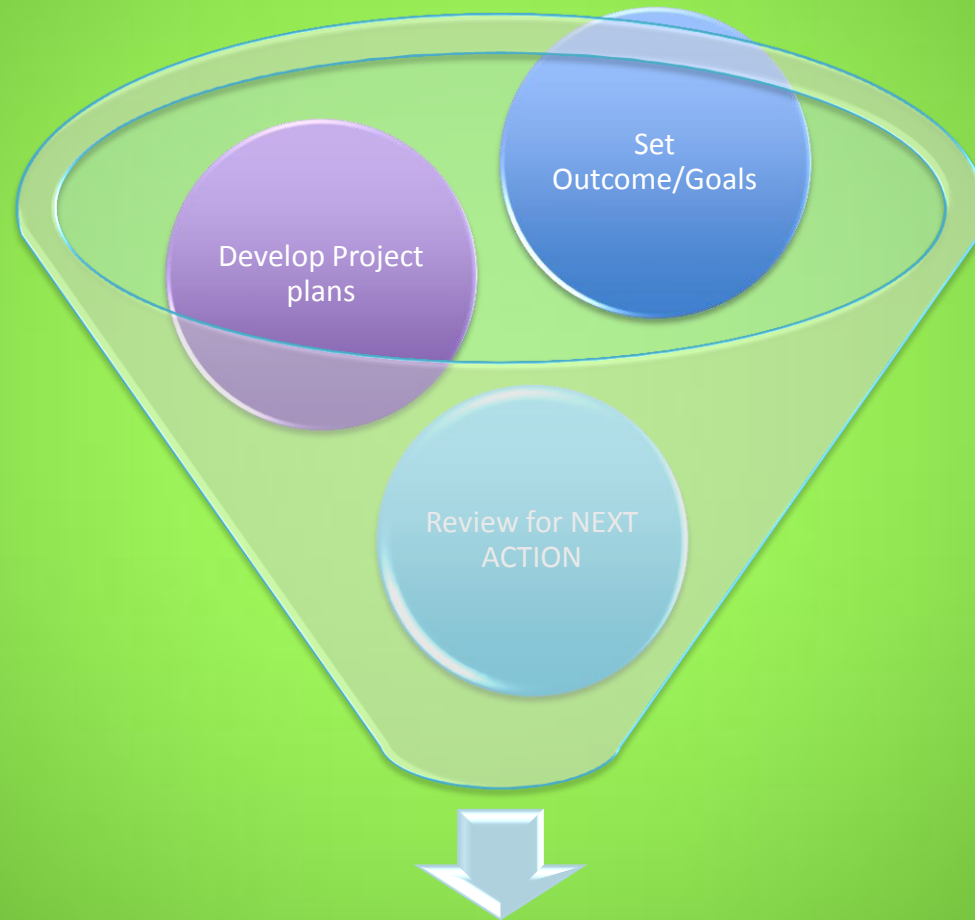 Set
Outcome/Goals
Develop Project
plans
Review for NEXT
ACTION